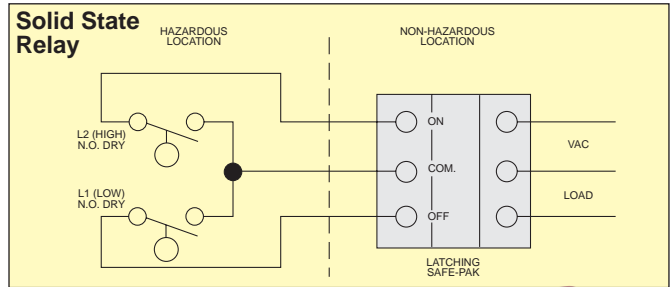 Solid State
Relay
HAZARDOUS
LOCATION
NON-HAZARDOUS
LOCATION
L2 (HIGH)
N.O. DRY
ON
VAC
COM.
L1 (LOW)
N.O. DRY
LOAD
OFF
LATCHING
SAFE-PAK